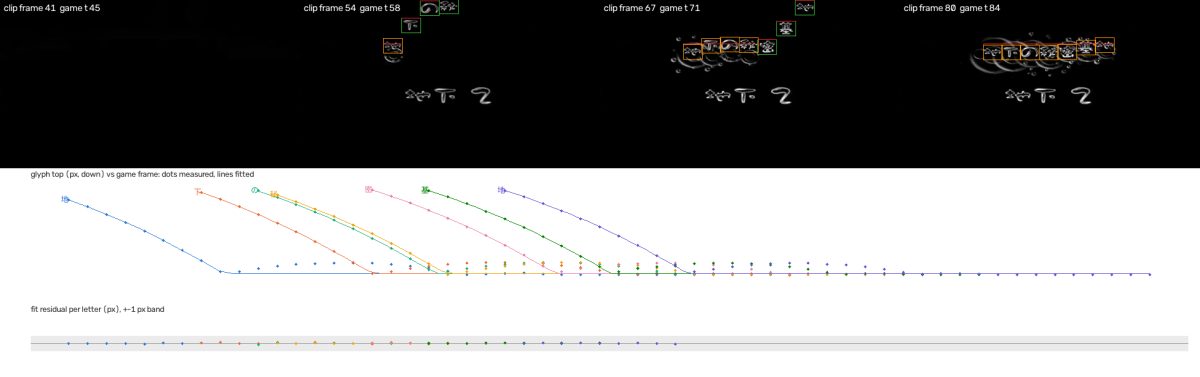 clip frame 41 game t 45
clip frame 54 game t 58
clip frame 67 game t 71
clip frame 80 game t 84
glyph top (px, down) vs game frame: dots measured, lines fitted
fit residual per letter (px), +-1 px band